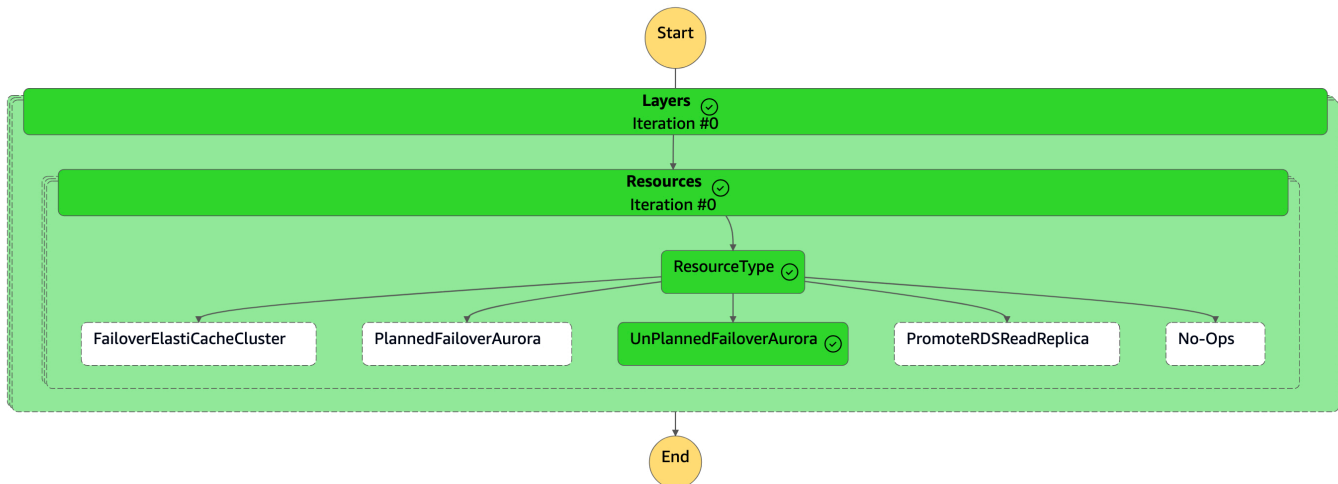 Start
Layers
Iteration #0
Resources
Iteration #0
ResourceType
FailoverElastiCacheCluster
PlannedFailoverAurora
UnPlannedFailoverAurora
PromoteRDSReadReplica
No-Ops
End